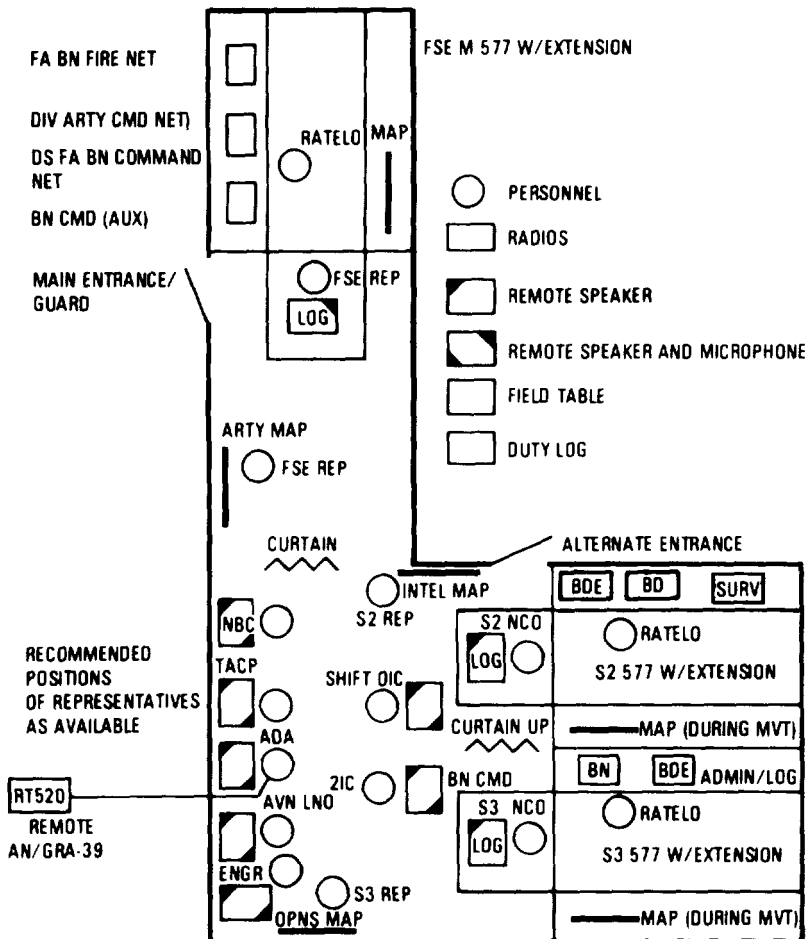 FA BN FIRE NET
DIV ARTY CMD NET)
DS FA BN COMMAND
NET
BN CMD (AUX)
MAIN ENTRANCE/
GUARD
RATELO
MAP
FSE REP
LOG
FSE M 577 W/EXTENSION
PERSONNEL
RADIOS
REMOTE SPEAKER
REMOTE SPEAKER AND MICROPHONE
FIELD TABLE
DUTY LOG
ARTY MAP
FSE REP
CURTAIN
ALTERNATE ENTRANCE
INTEL MAP
S2 REP
NBC
TACP
RECOMMENDED
POSITIONS
OF REPRESENTATIVES
AS AVAILABLE
ADA
RT520
REMOTE
AN/GRA-39
AVN LNO
ENGR
S3 REP
OPNS MAP
SHIFT OIC
2IC
BN CMD
CURTAIN UP
S2 NCO
LOG
BDE
BD
SURV
RATELO
S2 577 W/EXTENSION
MAP (DURING MVT)
S3 NCO
LOG
BN
BDE
ADMIN/LOG
RATELO
S3 577 W/EXTENSION
MAP (DURING MVT)